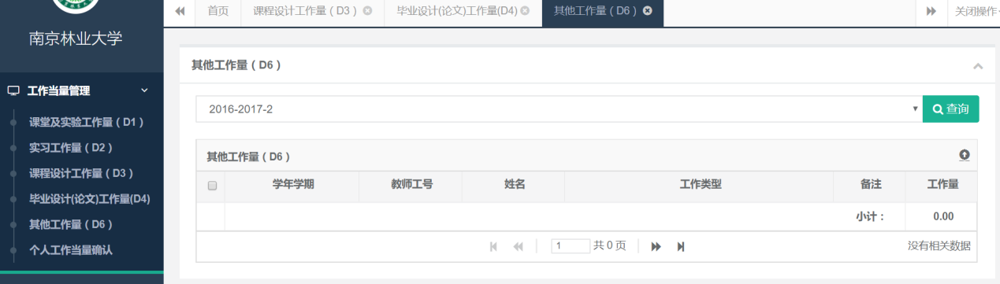 南京林业大学
工作当量管理
课堂及实验工作量（D1）
实习工作量（D2）
课程设计工作量（D3）
毕业设计(论文)工作量(D4)
其他工作量（D6）
个人工作当量确认
首页 课程设计工作量（D3） 毕业设计(论文)工作量(D4) 其他工作量（D6） 关闭操作
其他工作量（D6）
2016-2017-2 查询
其他工作量（D6）
学年学期 教师工号 姓名 工作类型 备注 工作量
小计： 0.00
1 共 0 页 没有相关数据